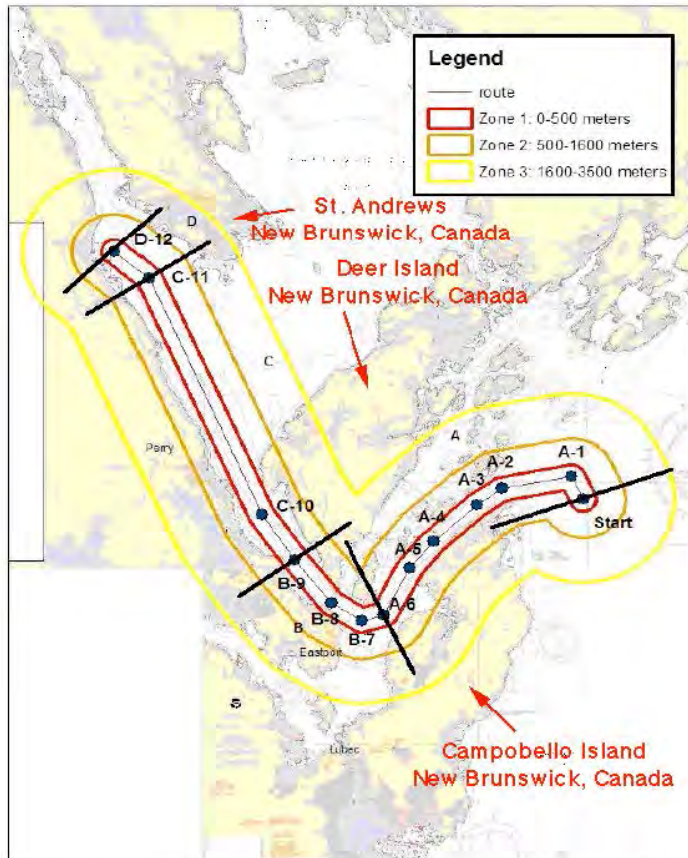 Legend
route
Zone 1: 0-500 meters
Zone 2: 500-1600 meters
Zone 3: 1600-3500 meters
St. Andrews
New Brunswick, Canada
Deer Island
New Brunswick, Canada
D
D-12
C-11
C
Perry
A
A-1
A-2
A-3
Start
A-4
C-10
A-5
B-9
A-6
B-8
B-7
B
Eastport
Lubec
Campobello Island
New Brunswick, Canada